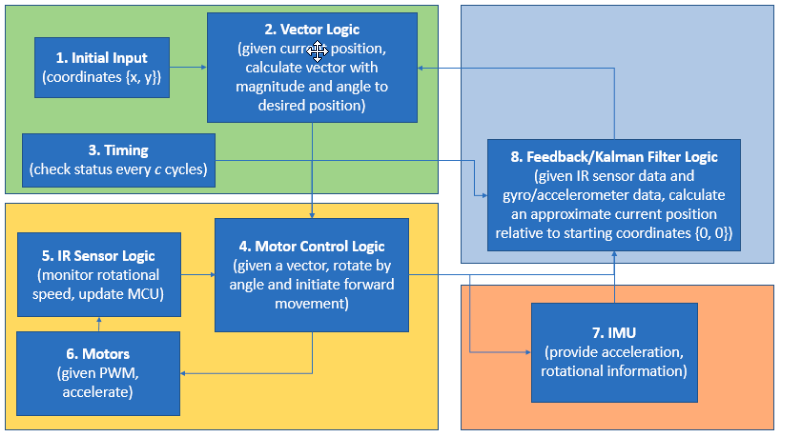 1. Initial Input
(coordinates {x, y})
2. Vector Logic
(given current position,
calculate vector with
magnitude and angle to
desired position)
3. Timing
(check status every c cycles)
4. Motor Control Logic
(given a vector, rotate by
angle and initiate forward
movement)
5. IR Sensor Logic
(monitor rotational
speed, update MCU)
6. Motors
(given PWM,
accelerate)
7. IMU
(provide acceleration,
rotational information)
8. Feedback/Kalman Filter Logic
(given IR sensor data and
gyro/accelerometer data, calculate
an approximate current position
relative to starting coordinates {0, 0})